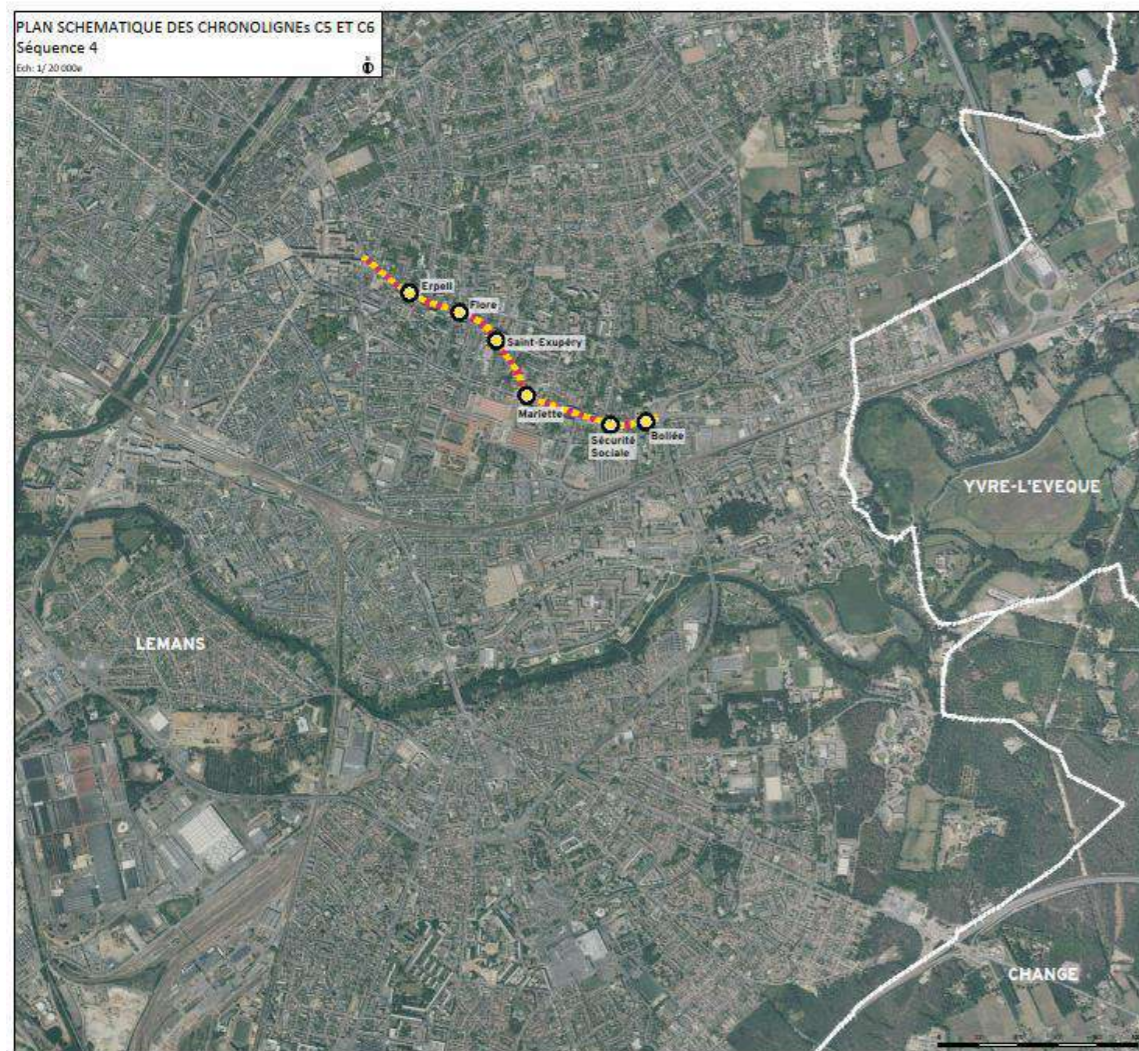 PLAN SCHEMATIQUE DES CHRONOLIGNEs C5 ET C6
Séquence 4
Ech: 1/ 20 000e
N
Erpell
Flore
Saint-Exupéry
Mariette
Sécurité
Sociale
Bollée
YVRE-L'EVEQUE
LEMANS
CHANGE